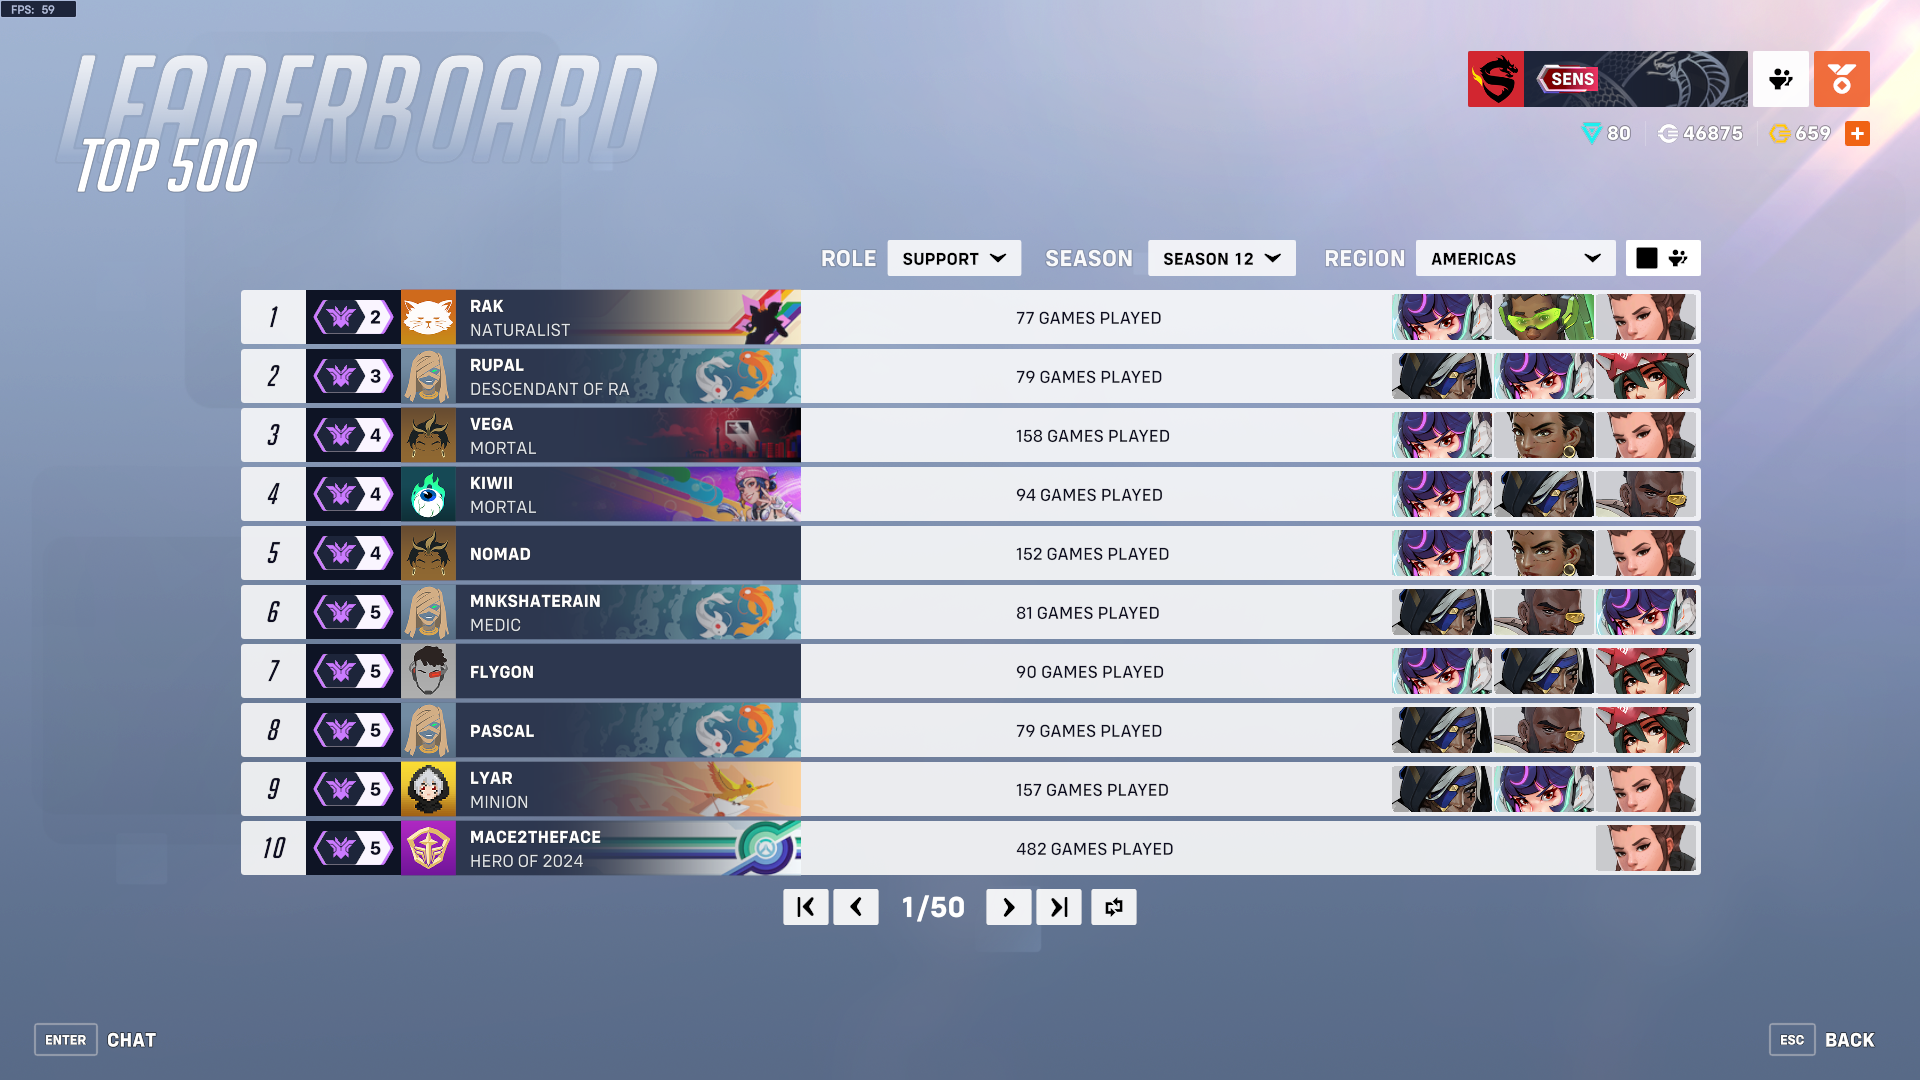 FPS: 59
LEADERBOARD
TOP 500
SENS
80
46875
659
ROLE SUPPORT SEASON SEASON 12 REGION AMERICAS
1 2 RAK 77 GAMES PLAYED
NATURALIST
2 3 RUPAL 79 GAMES PLAYED
DESCENDANT OF RA
3 4 VEGA 158 GAMES PLAYED
MORTAL
4 4 KIWII 94 GAMES PLAYED
MORTAL
5 4 NOMAD 152 GAMES PLAYED
6 5 MNKSHATERAIN 81 GAMES PLAYED
MEDIC
7 5 FLYGON 90 GAMES PLAYED
8 5 PASCAL 79 GAMES PLAYED
9 5 LYAR 157 GAMES PLAYED
MINION
10 5 MACE2THEFACE 482 GAMES PLAYED
HERO OF 2024
1/50
ENTER CHAT
ESC BACK